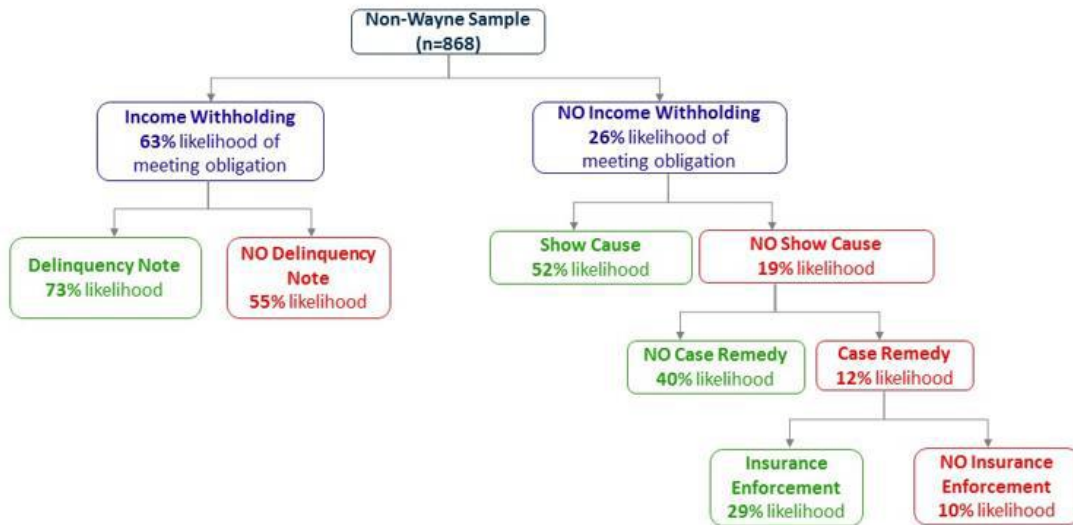 Non-Wayne Sample
(n=868)
Income Withholding
63% likelihood of
meeting obligation
NO Income Withholding
26% likelihood of
meeting obligation
Delinquency Note
73% likelihood
NO Delinquency
Note
55% likelihood
Show Cause
52% likelihood
NO Show Cause
19% likelihood
NO Case Remedy
40% likelihood
Case Remedy
12% likelihood
Insurance
Enforcement
29% likelihood
NO Insurance
Enforcement
10% likelihood